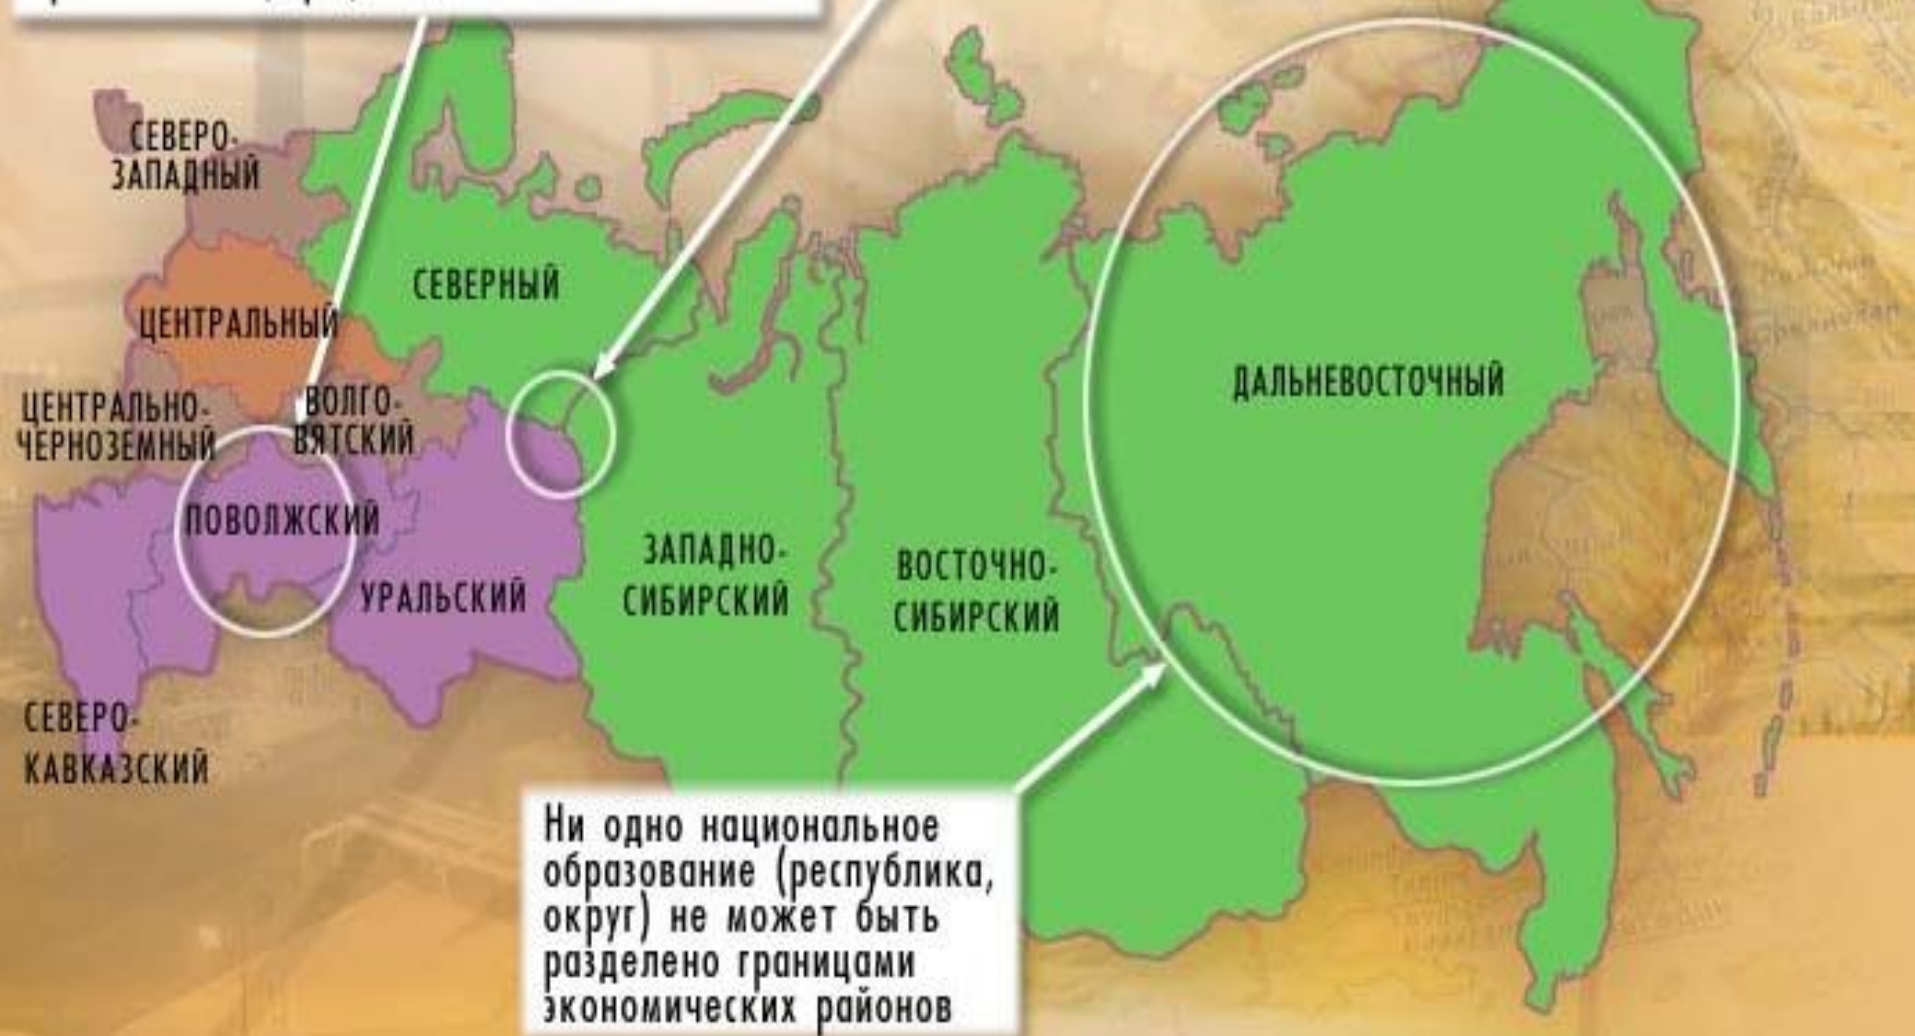 СЕВЕРО-
ЗАПАДНЫЙ
СЕВЕРНЫЙ
ЦЕНТРАЛЬНЫЙ
ДАЛЬНЕВОСТОЧНЫЙ
ЦЕНТРАЛЬНО-
ЧЕРНОЗЕМНЫЙ
ВОЛГО-
ВЯТСКИЙ
ПОВОЛЖСКИЙ
УРАЛЬСКИЙ
ЗАПАДНО-
СИБИРСКИЙ
ВОСТОЧНО-
СИБИРСКИЙ
СЕВЕРО-
КАВКАЗСКИЙ
Ни одно национальное
образование (республика,
округ) не может быть
разделено границами
экономических районов